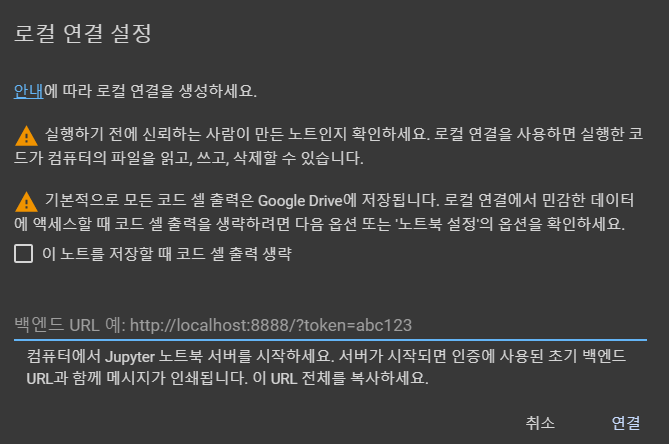 로컬 연결 설정
안내에 따라 로컬 연결을 생성하세요.
실행하기 전에 신뢰하는 사람이 만든 노트인지 확인하세요. 로컬 연결을 사용하면 실행한 코
드가 컴퓨터의 파일을 읽고, 쓰고, 삭제할 수 있습니다.
기본적으로 모든 코드 셀 출력은 Google Drive에 저장됩니다. 로컬 연결에서 민감한 데이터
에 액세스할 때 코드 셀 출력을 생략하려면 다음 옵션 또는 '노트북 설정'의 옵션을 확인하세요.
이 노트를 저장할 때 코드 셀 출력 생략
백엔드 URL 예: http://localhost:8888/?token=abc123
컴퓨터에서 Jupyter 노트북 서버를 시작하세요. 서버가 시작되면 인증에 사용된 초기 백엔드
URL과 함께 메시지가 인쇄됩니다. 이 URL 전체를 복사하세요.
취소 연결